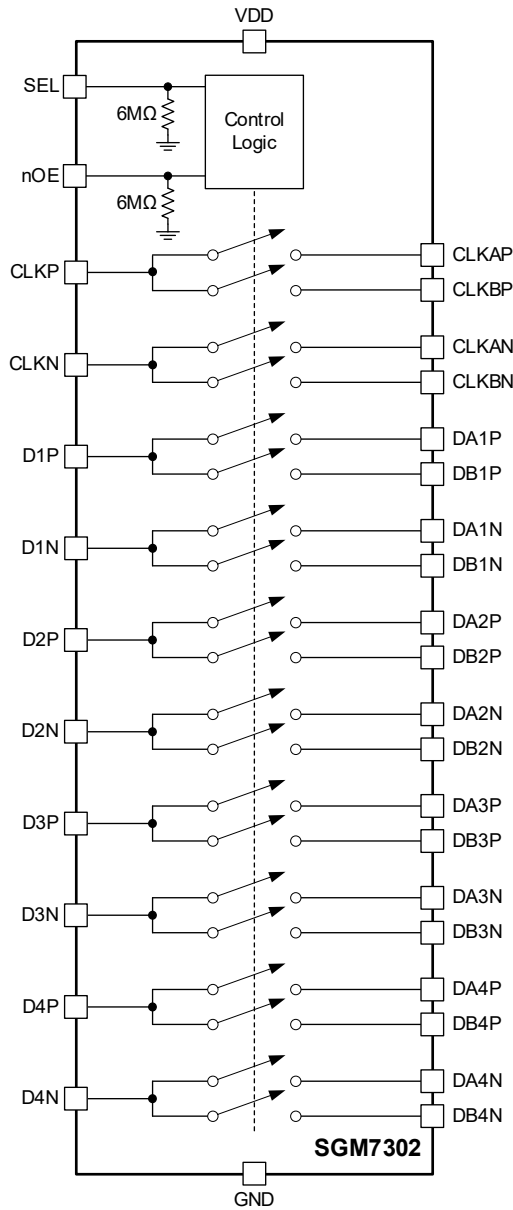 VDD
SEL
6MΩ
Control
Logic
nOE
6MΩ
CLKP
CLKAP
CLKBP
CLKN
CLKAN
CLKBN
D1P
DA1P
DB1P
D1N
DA1N
DB1N
D2P
DA2P
DB2P
D2N
DA2N
DB2N
D3P
DA3P
DB3P
D3N
DA3N
DB3N
D4P
DA4P
DB4P
D4N
DA4N
DB4N
SGM7302
GND